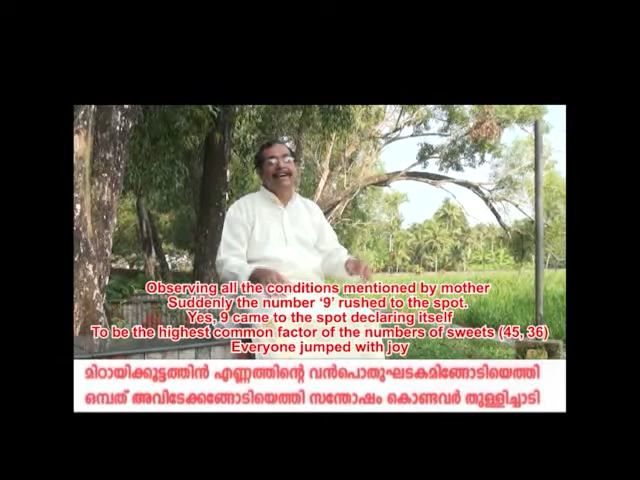 Observing all the conditions mentioned by mother
Suddenly the number ‘9’ rushed to the spot.
Yes, 9 came to the spot declaring itself
To be the highest common factor of the numbers of sweets (45, 36)
Everyone jumped with joy
മിഠായിക്കൂട്ടത്തിൻ എണ്ണത്തിന്റെ വൻപൊതുഘടകമിങ്ങോടിയെത്തി
ഒമ്പത് അവിടേക്കങ്ങോടിയെത്തി സന്തോഷം കൊണ്ടവർ തുള്ളിച്ചാടി